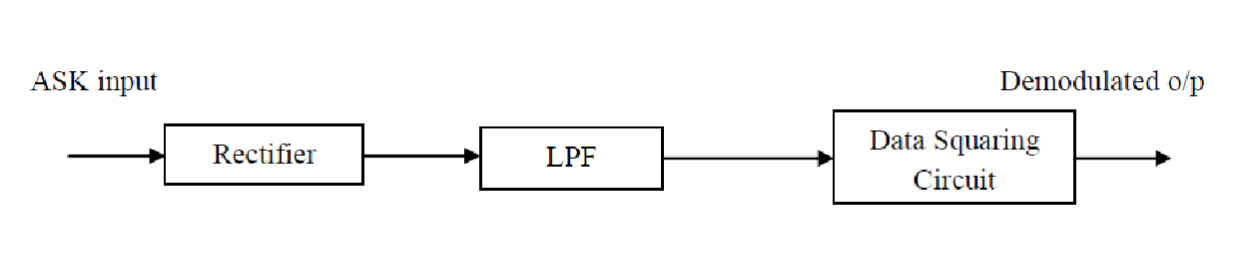 ASK input
Demodulated o/p
Rectifier
LPF
Data Squaring
Circuit